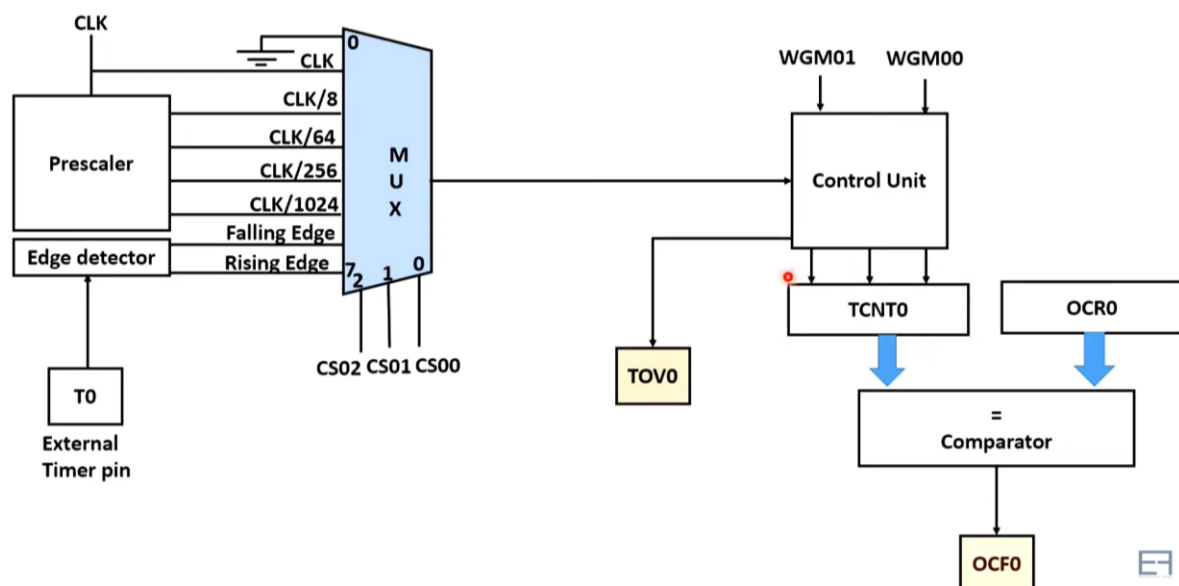 CLK
0
CLK
CLK/8
CLK/64
CLK/256
CLK/1024
Falling Edge
Rising Edge
7
2
1
0
M
U
X
Prescaler
Edge detector
T0
External
Timer pin
CS02 CS01 CS00
WGM01 WGM00
Control Unit
TCNT0
OCR0
TOV0
=
Comparator
OCF0
EF